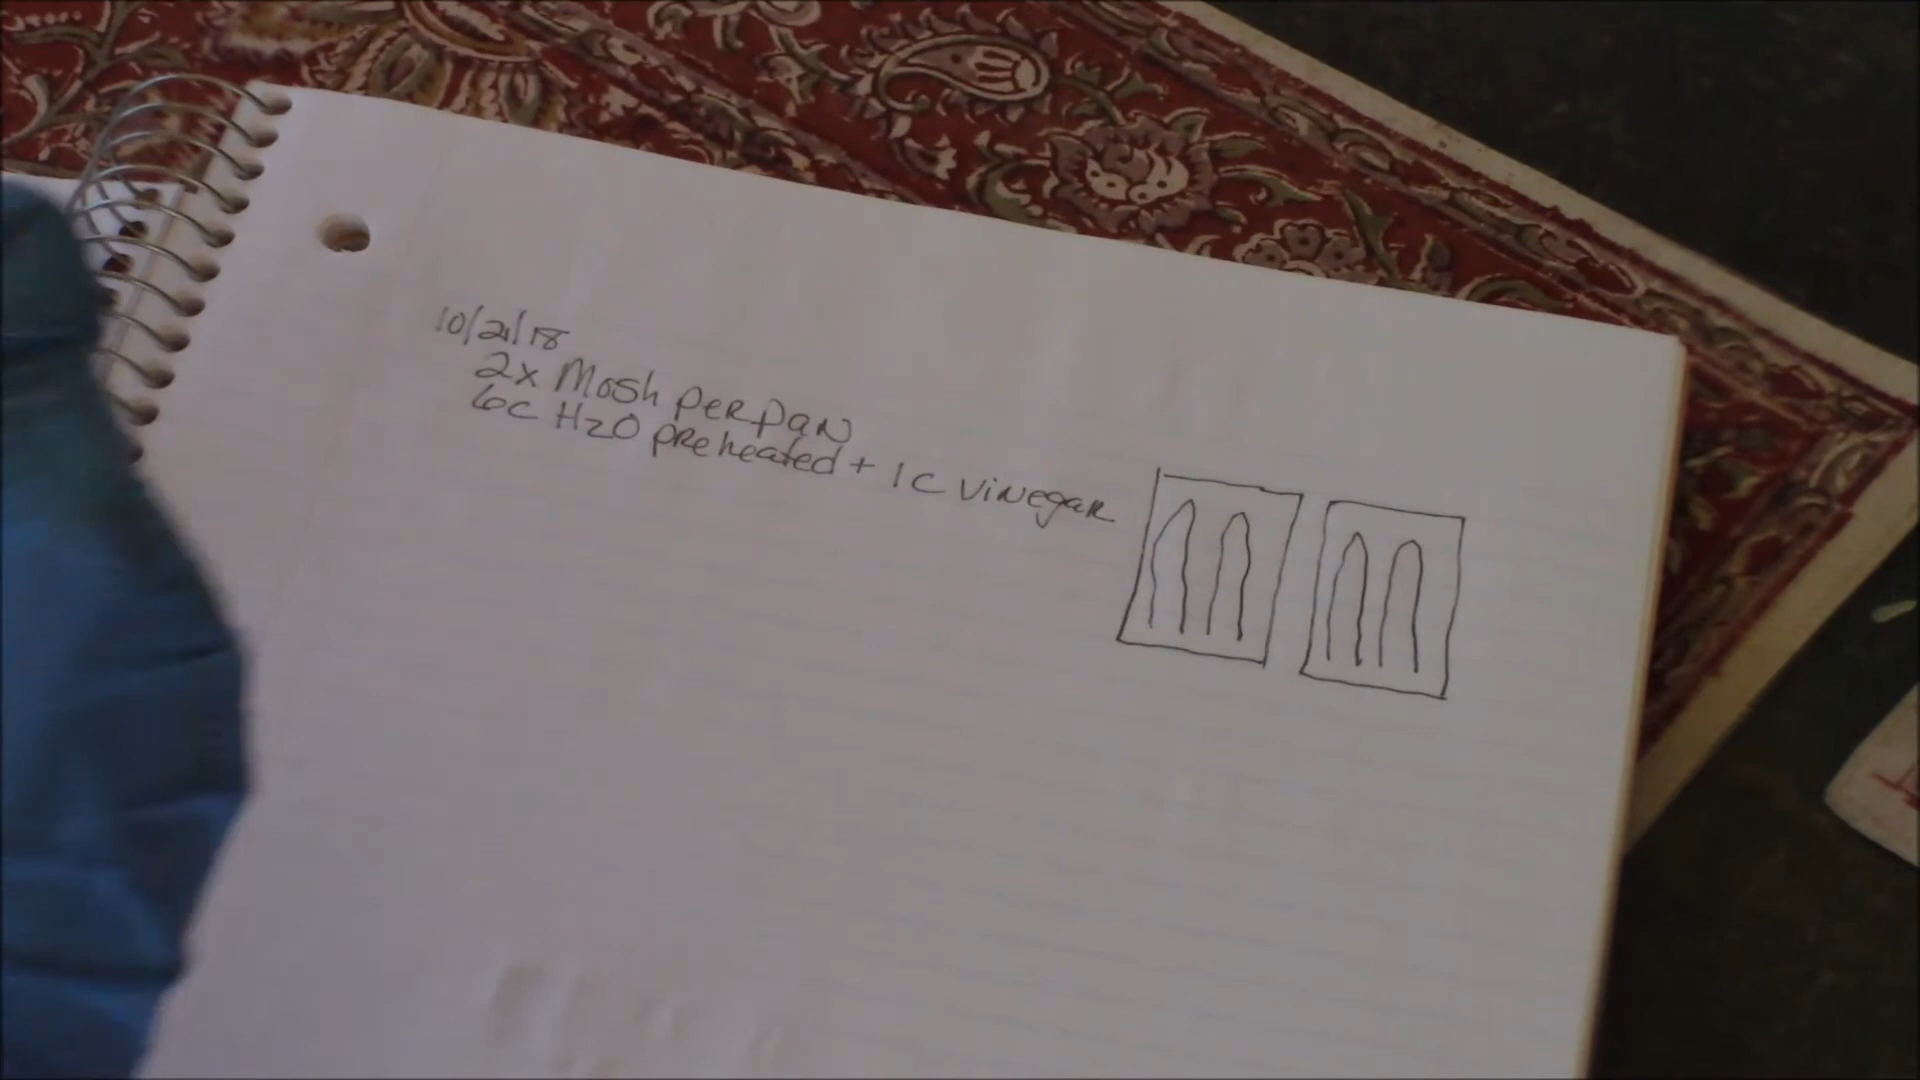 10/21/18
2x Mosh per pan
6c H2O preheated + 1c vinegar